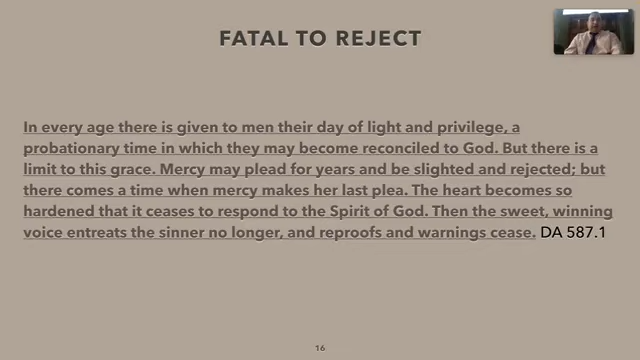 FATAL TO REJECT
In every age there is given to men their day of light and privilege, a
probationary time in which they may become reconciled to God. But there is a
limit to this grace. Mercy may plead for years and be slighted and rejected; but
there comes a time when mercy makes her last plea. The heart becomes so
hardened that it ceases to respond to the Spirit of God. Then the sweet, winning
voice entreats the sinner no longer, and reproofs and warnings cease. DA 587.1
16